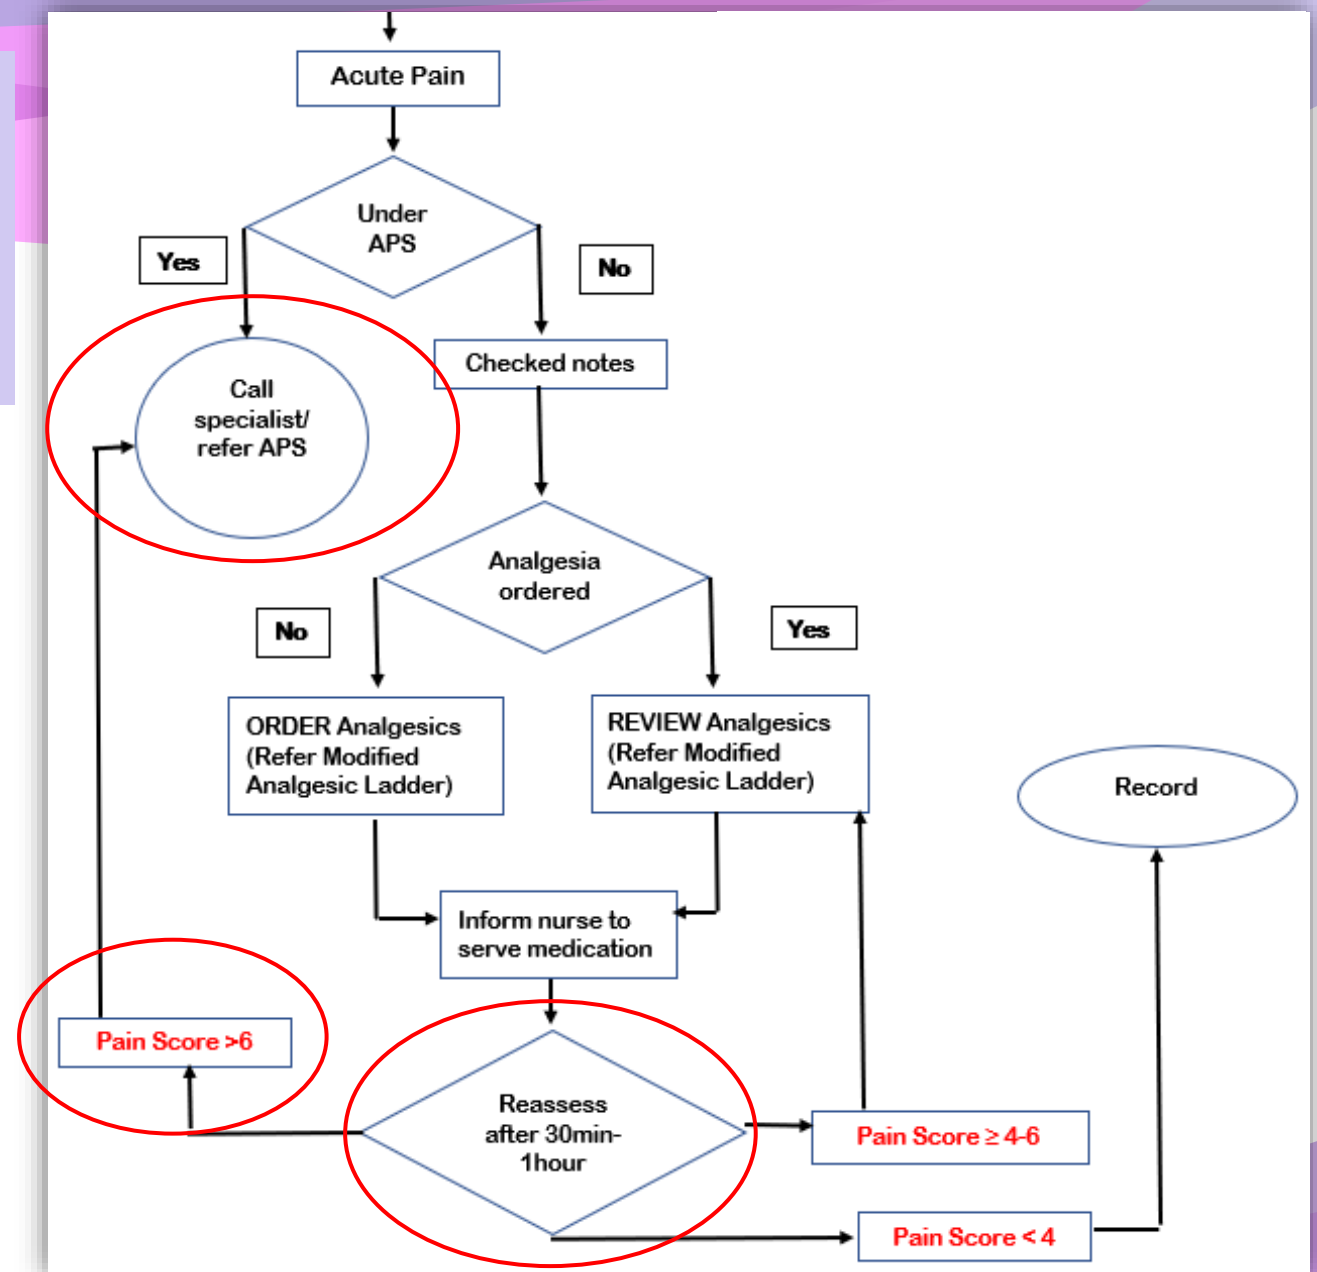 Acute Pain
Under
APS
Yes
No
Call
specialist/
refer APS
Checked notes
Analgesia
ordered
No
Yes
ORDER Analgesics
(Refer Modified
Analgesic Ladder)
REVIEW Analgesics
(Refer Modified
Analgesic Ladder)
Record
Inform nurse to
serve medication
Pain Score >6
Reassess
after 30min-
1hour
Pain Score ≥ 4-6
Pain Score < 4